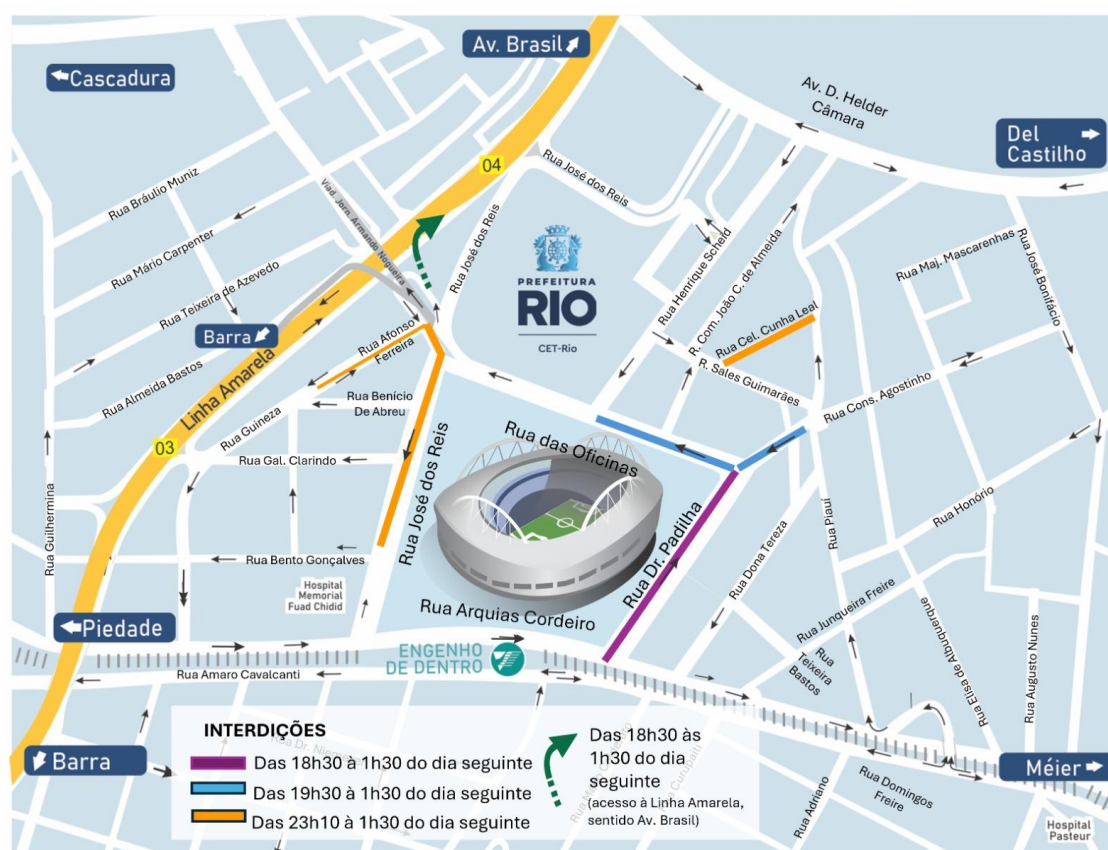 Av. Brasil
Cascadura
Av. D. Helder
Câmara
Del
Castilho
04
Rua José dos Reis
Rua Bráulio Muniz
Viad. Jorn. Armando Nogueira
Rua Mário Carpenter
Rua José dos Reis
PREFEITURA
RIO
CET-Rio
Rua Henrique Scheid
R. Com. João C. de Almeida
Rua Maj. Mascarenhas
Rua José Bonifácio
Rua Teixeira de Azevedo
Barra
Rua Afonso
Ferreira
Rua Cel. Cunha Leal
R. Sales Guimarães
Rua Almeida Bastos
Linha Amarela
Rua Benício
De Abreu
Rua Cons. Agostinho
03
Rua Guineza
Rua Gal. Clarindo
Rua das Oficinas
Rua José dos Reis
Rua Guilhermina
Rua Bento Gonçalves
Rua Dr. Padilha
Rua Dona Tereza
Rua Piauí
Rua Honório
Hospital
Memorial
Fuad Chidid
Rua Arquias Cordeiro
Rua Junqueira Freire
Rua Elisa de Albuquerque
Rua Augusto Nunes
Piedade
ENGENHO
DE DENTRO
Rua
Teixeira
Bastos
Rua Amaro Cavalcanti
INTERDIÇÕES
Das 18h30 à 1h30 do dia seguinte
Das 19h30 à 1h30 do dia seguinte
Das 23h10 à 1h30 do dia seguinte
Das 18h30 às
1h30 do dia
seguinte
(acesso à Linha Amarela,
sentido Av. Brasil)
Barra
Rua Adriano
Rua Domingos
Freire
Méier
Hospital
Pasteur